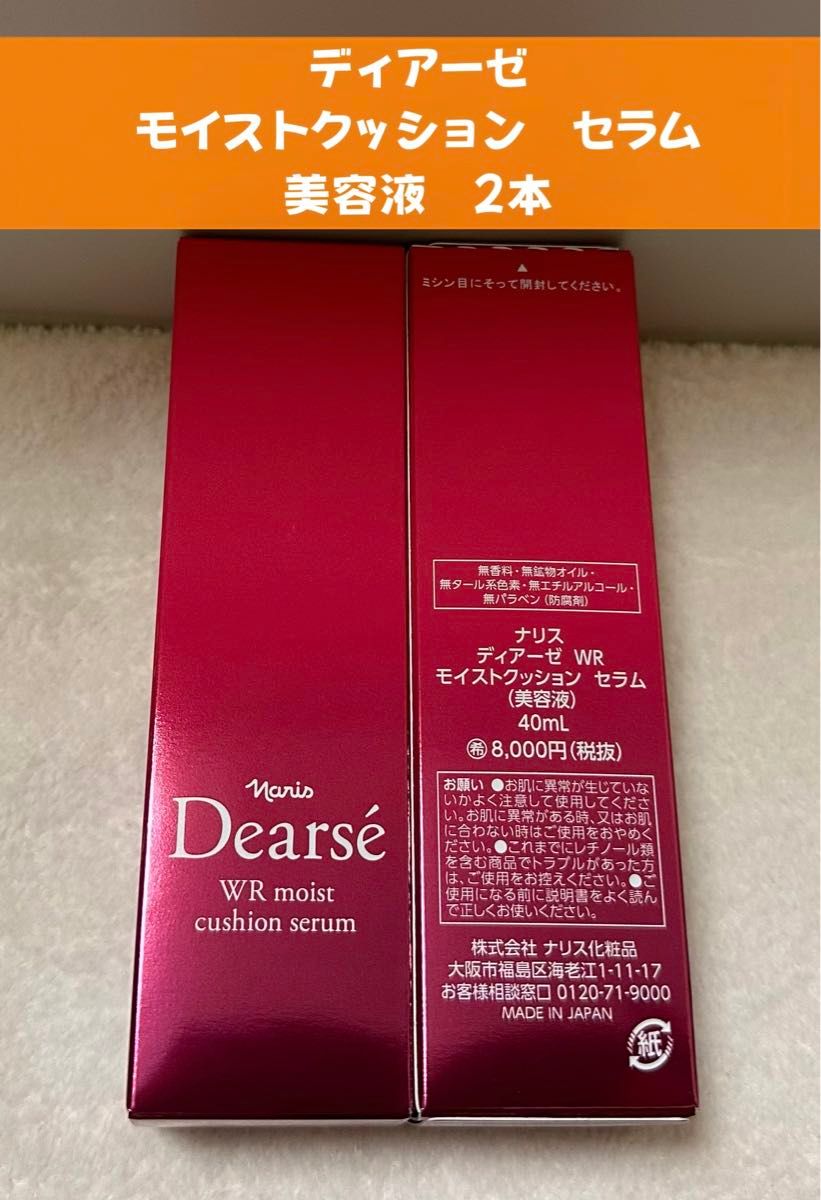 ディアーゼ
モイストクッション　セラム
美容液　2本
Naris
Dearsé
WR moist
cushion serum
▲
ミシン目にそって開封してください。
無香料・無鉱物オイル・
無タール系色素・無エチルアルコール・
無パラベン(防腐剤)
ナリス
ディアーゼ WR
モイストクッション セラム
(美容液)
40mL
㊭8,000円(税抜)
お願い ●お肌に異常が生じていな
いかよく注意して使用してくださ
い。お肌に異常がある時、又はお肌
に合わない時はご使用をおやめく
ださい。●これまでにレチノール類
を含む商品でトラブルがあった方
は、ご使用をお控えください。●ご
使用になる前に説明書をよく読ん
で正しくお使いください。
株式会社 ナリス化粧品
大阪市福島区海老江1-11-17
お客様相談窓口 0120-71-9000
MADE IN JAPAN
紙